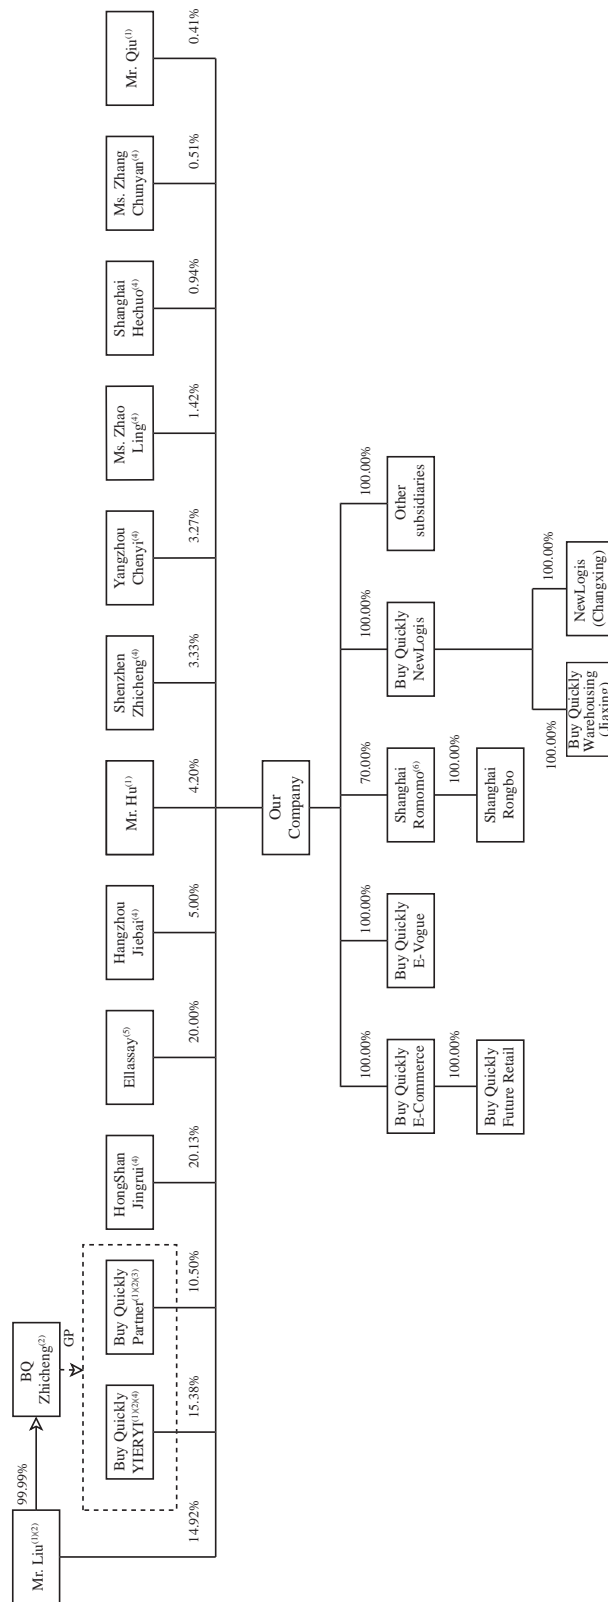 Mr. Liu(1)(2)
99.99%
BQ
Zhicheng(2)
GP
Buy Quickly
YIERYI(1)(2)(4)
Buy Quickly
Partner(1)(2)(3)
HongShan
Jingrui(4)
Ellassay(5)
Hangzhou
Jiebai(4)
Mr. Hu(1)
Shenzhen
Zhicheng(4)
Yangzhou
Chenyi(4)
Ms. Zhao
Ling(4)
Shanghai
Hechuo(4)
Ms. Zhang
Chunyan(4)
Mr. Qiu(1)
14.92%
15.38%
10.50%
20.13%
20.00%
5.00%
4.20%
3.33%
3.27%
1.42%
0.94%
0.51%
0.41%
Our
Company
100.00%
100.00%
70.00%
100.00%
100.00%
Buy Quickly
E-Commerce
Buy Quickly
E-Vogue
Shanghai
Romomo(6)
Buy Quickly
NewLogis
Other
subsidiaries
100.00%
100.00%
Buy Quickly
Future Retail
Shanghai
Rongbo
100.00%
100.00%
Buy Quickly
Warehousing
(Jiaxing)
NewLogis
(Changxing)